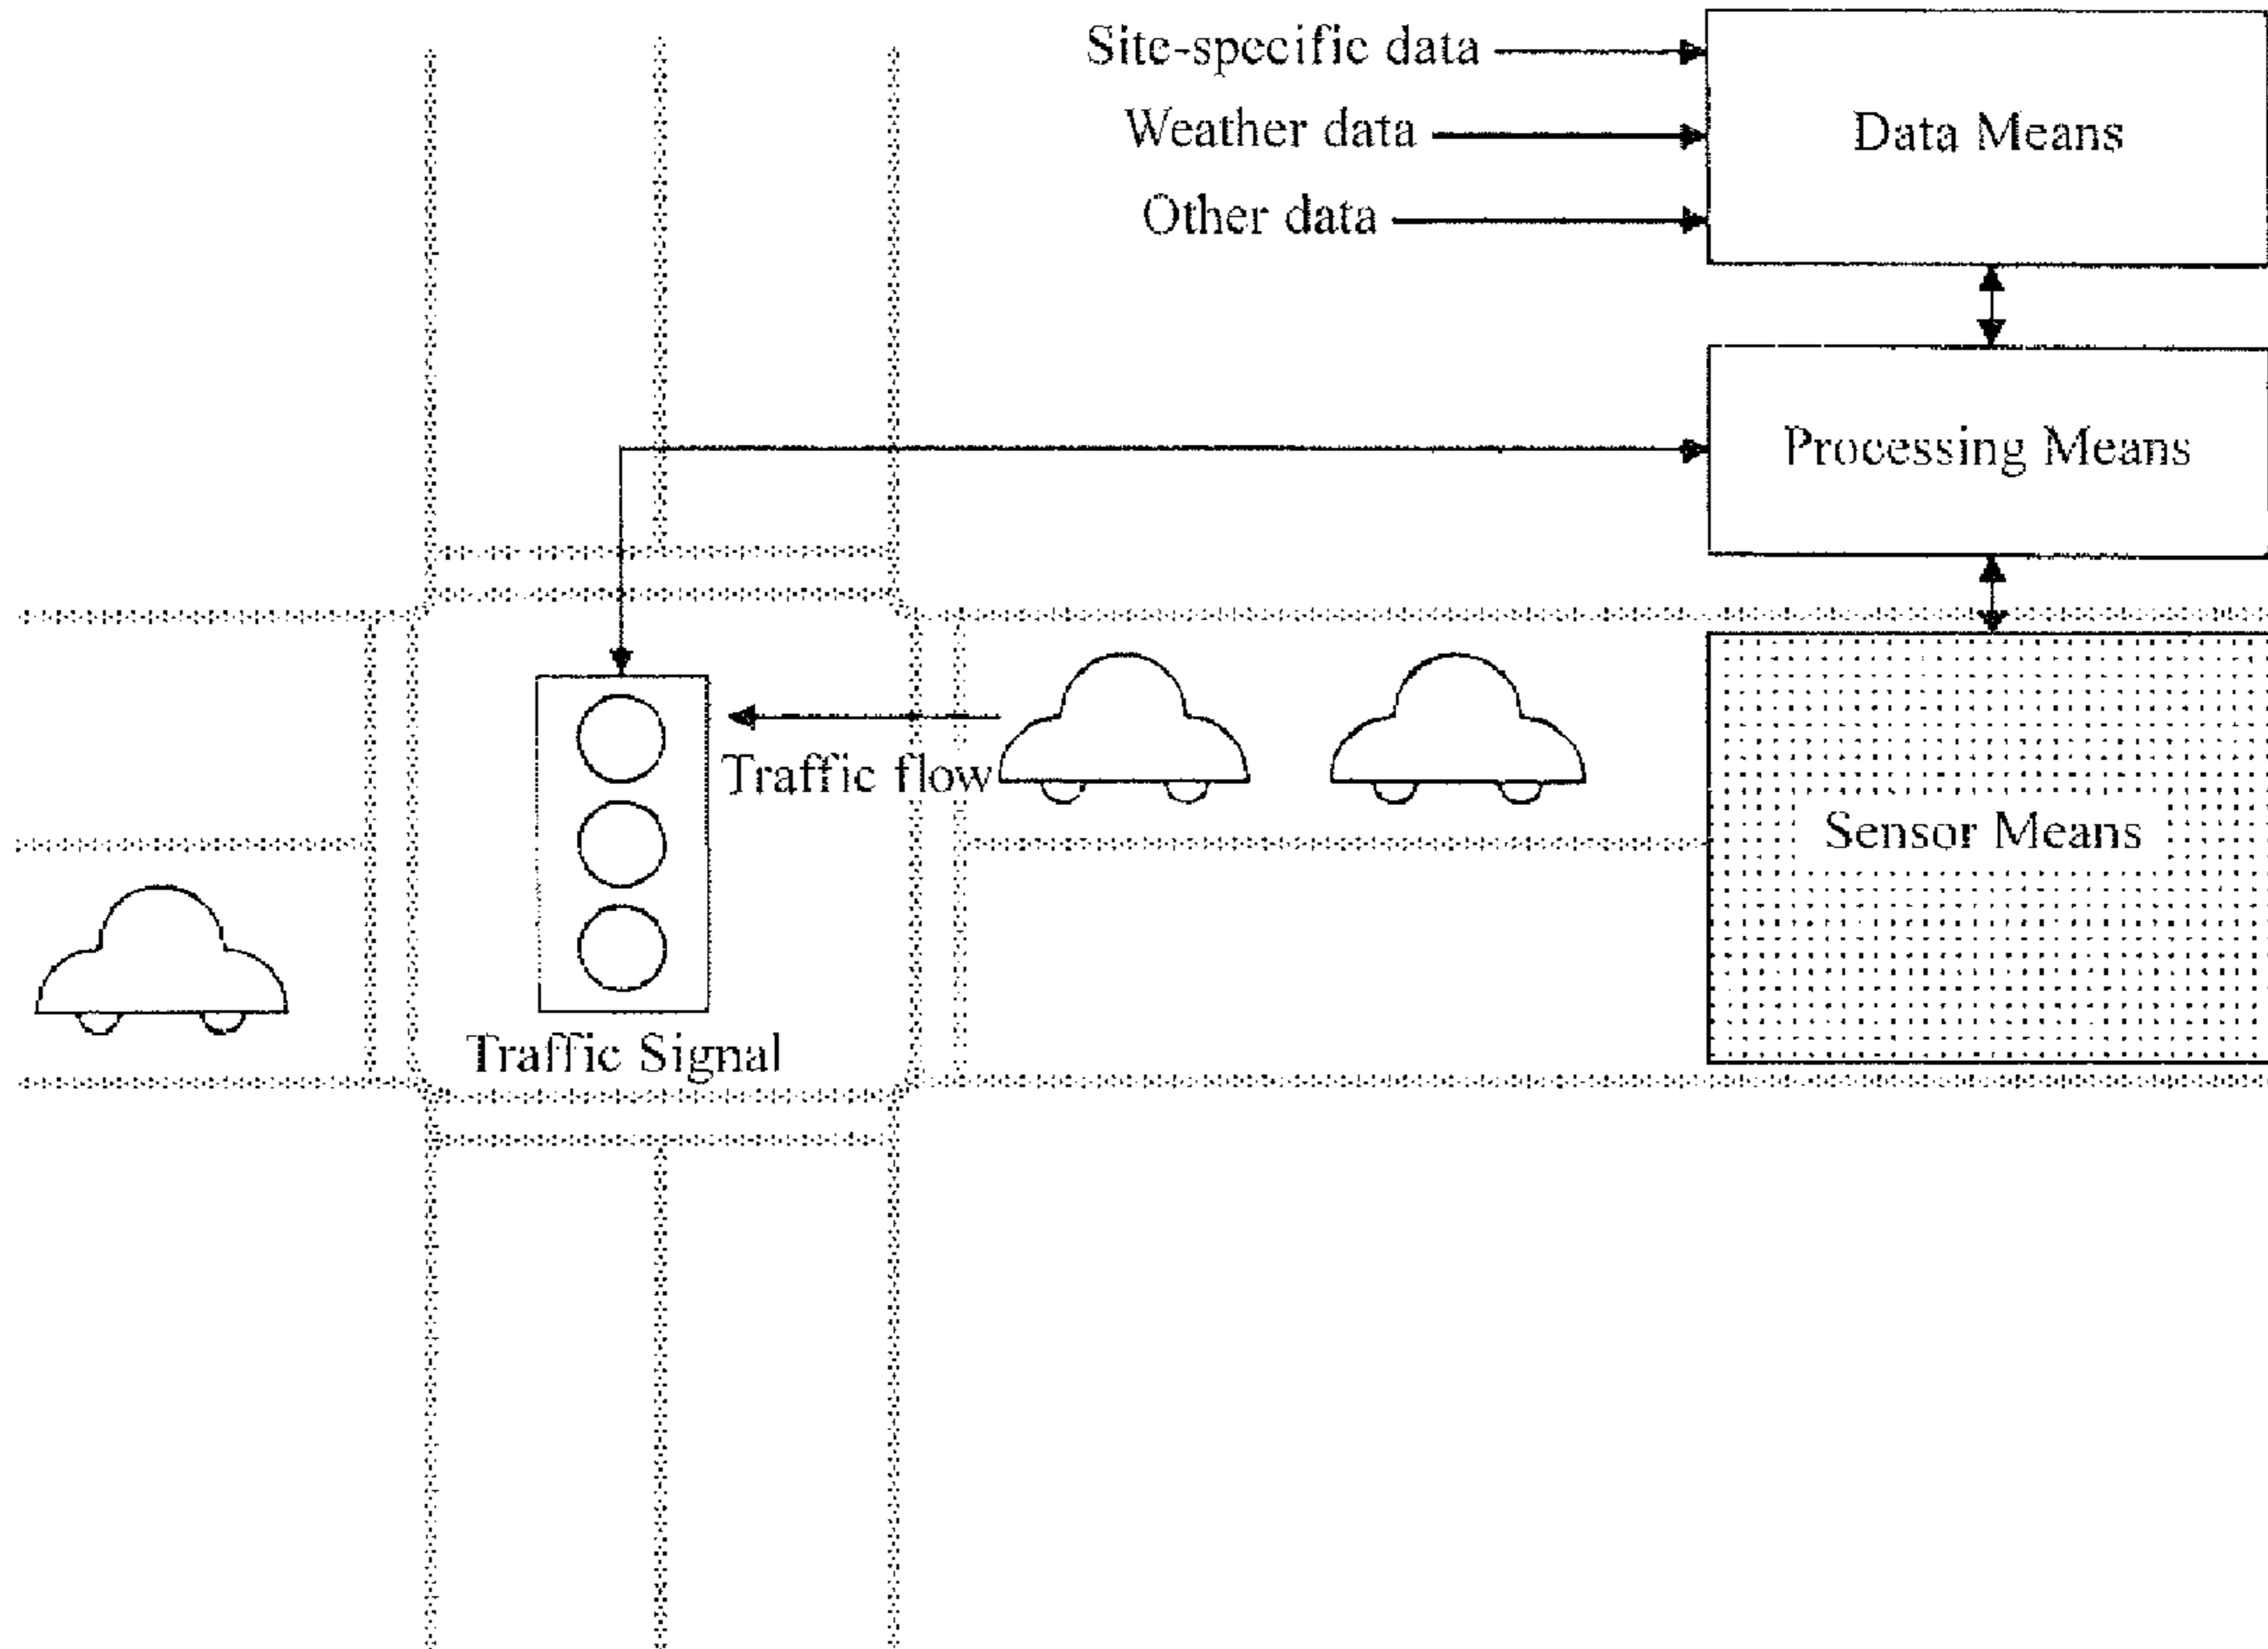 Site-specific data
Weather data
Other data
Data Means
Processing Means
Traffic flow
Sensor Means
Traffic Signal